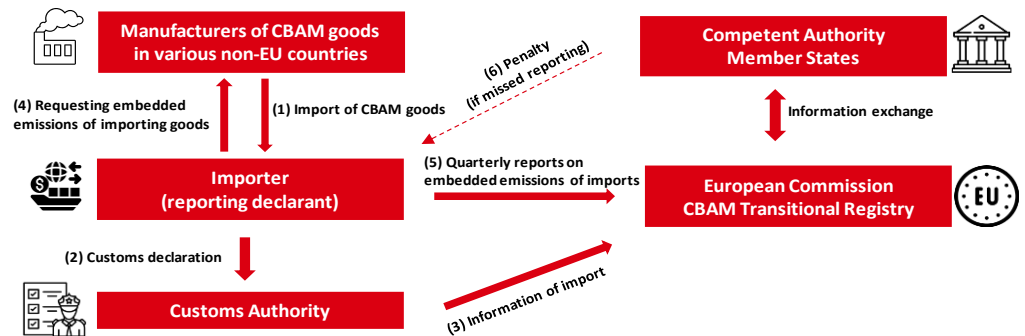 Manufacturers of CBAM goods
in various non-EU countries
Competent Authority
Member States
(6) Penalty
(if missed reporting)
(4) Requesting embedded
emissions of importing goods
(1) Import of CBAM goods
Information exchange
Importer
(reporting declarant)
(5) Quarterly reports on
embedded emissions of imports
European Commission
CBAM Transitional Registry
EU
(2) Customs declaration
Customs Authority
(3) Information of import